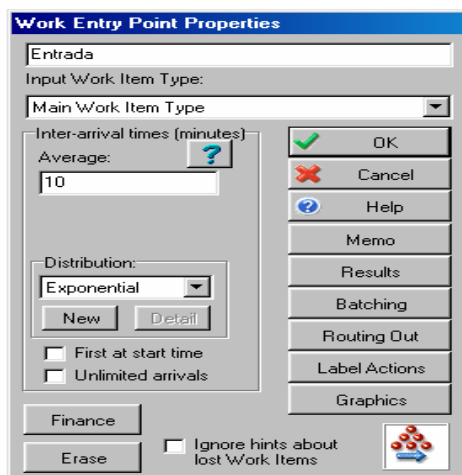 Work Entry Point Properties
Entrada
Input Work Item Type:
Main Work Item Type
Inter-arrival times (minutes)
Average:
?
10
Distribution:
Exponential
New
Detail
First at start time
Unlimited arrivals
OK
Cancel
? Help
Memo
Results
Batching
Routing Out
Label Actions
Graphics
Finance
Erase
Ignore hints about
lost Work Items